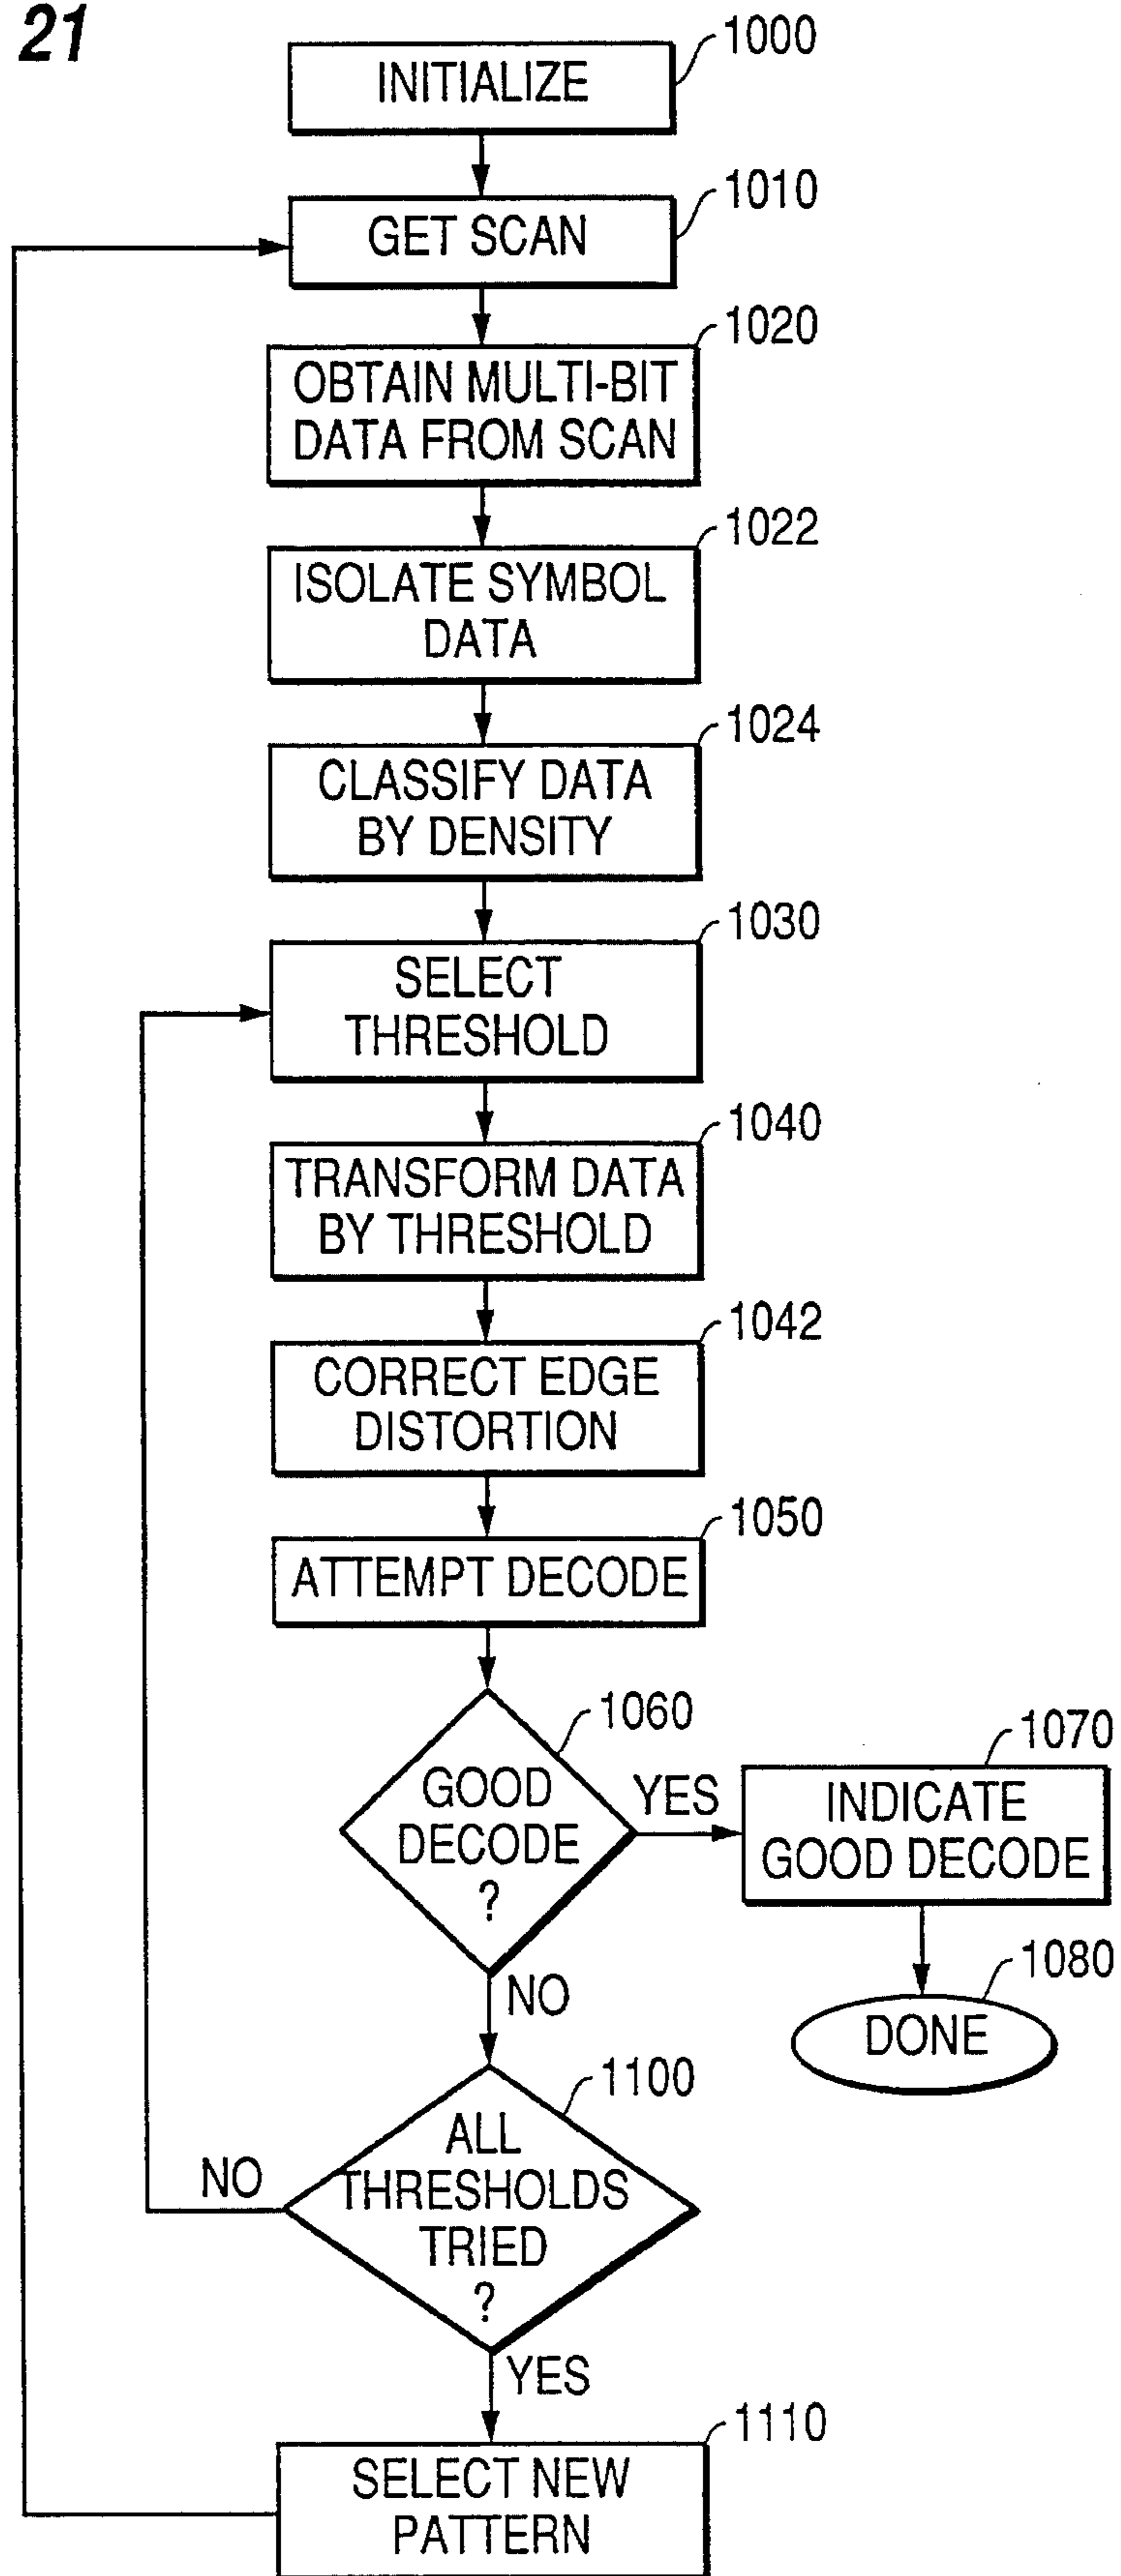 21
1000
INITIALIZE
1010
GET SCAN
1020
OBTAIN MULTI-BIT
DATA FROM SCAN
1022
ISOLATE SYMBOL
DATA
1024
CLASSIFY DATA
BY DENSITY
1030
SELECT
THRESHOLD
1040
TRANSFORM DATA
BY THRESHOLD
1042
CORRECT EDGE
DISTORTION
1050
ATTEMPT DECODE
1060
GOOD
DECODE
?
YES
1070
INDICATE
GOOD DECODE
1080
DONE
NO
1100
ALL
THRESHOLDS
TRIED
?
NO
YES
1110
SELECT NEW
PATTERN